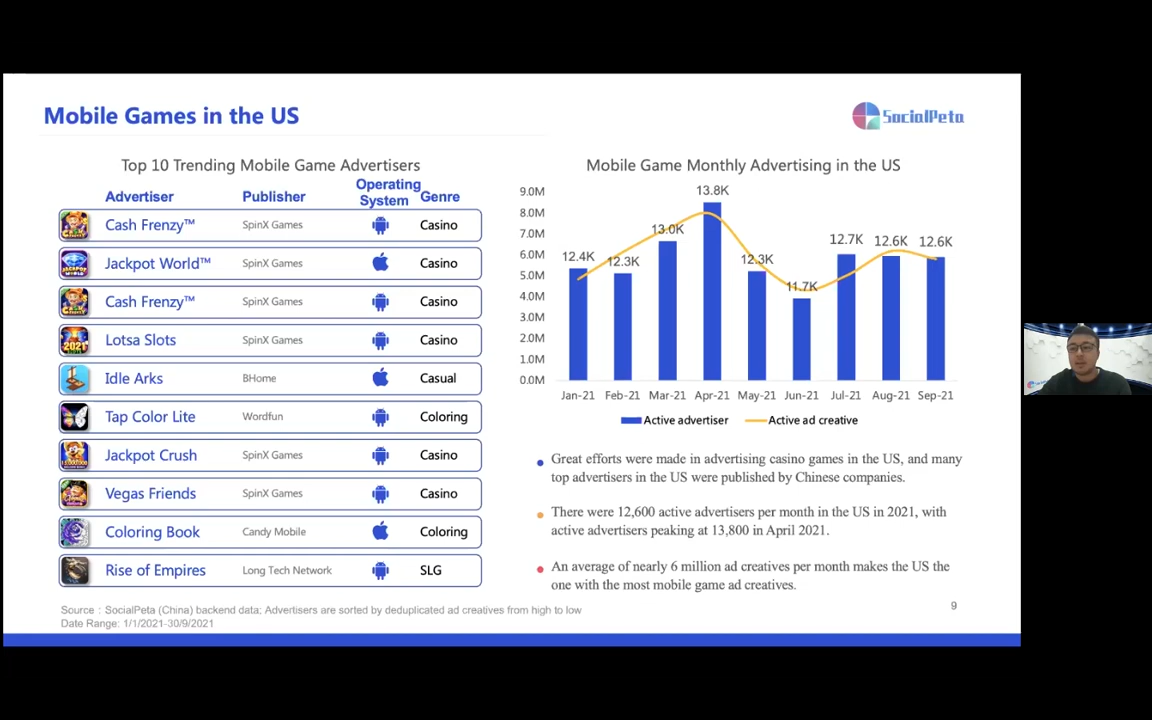 Mobile Games in the US
SocialPeta
Top 10 Trending Mobile Game Advertisers
Advertiser Publisher Operating System Genre
Cash Frenzy™ SpinX Games Casino
Jackpot World™ SpinX Games Casino
Cash Frenzy™ SpinX Games Casino
Lotsa Slots SpinX Games Casino
Idle Arks BHome Casual
Tap Color Lite Wordfun Coloring
Jackpot Crush SpinX Games Casino
Vegas Friends SpinX Games Casino
Coloring Book Candy Mobile Coloring
Rise of Empires Long Tech Network SLG
Mobile Game Monthly Advertising in the US
9.0M
8.0M
7.0M
6.0M
5.0M
4.0M
3.0M
2.0M
1.0M
0.0M
12.4K 12.3K 13.0K 13.8K 12.3K 11.7K 12.7K 12.6K 12.6K
Jan-21 Feb-21 Mar-21 Apr-21 May-21 Jun-21 Jul-21 Aug-21 Sep-21
Active advertiser Active ad creative
Great efforts were made in advertising casino games in the US, and many
top advertisers in the US were published by Chinese companies.
There were 12,600 active advertisers per month in the US in 2021, with
active advertisers peaking at 13,800 in April 2021.
An average of nearly 6 million ad creatives per month makes the US the
one with the most mobile game ad creatives.
Source : SocialPeta (China) backend data; Advertisers are sorted by deduplicated ad creatives from high to low
Date Range: 1/1/2021-30/9/2021
9